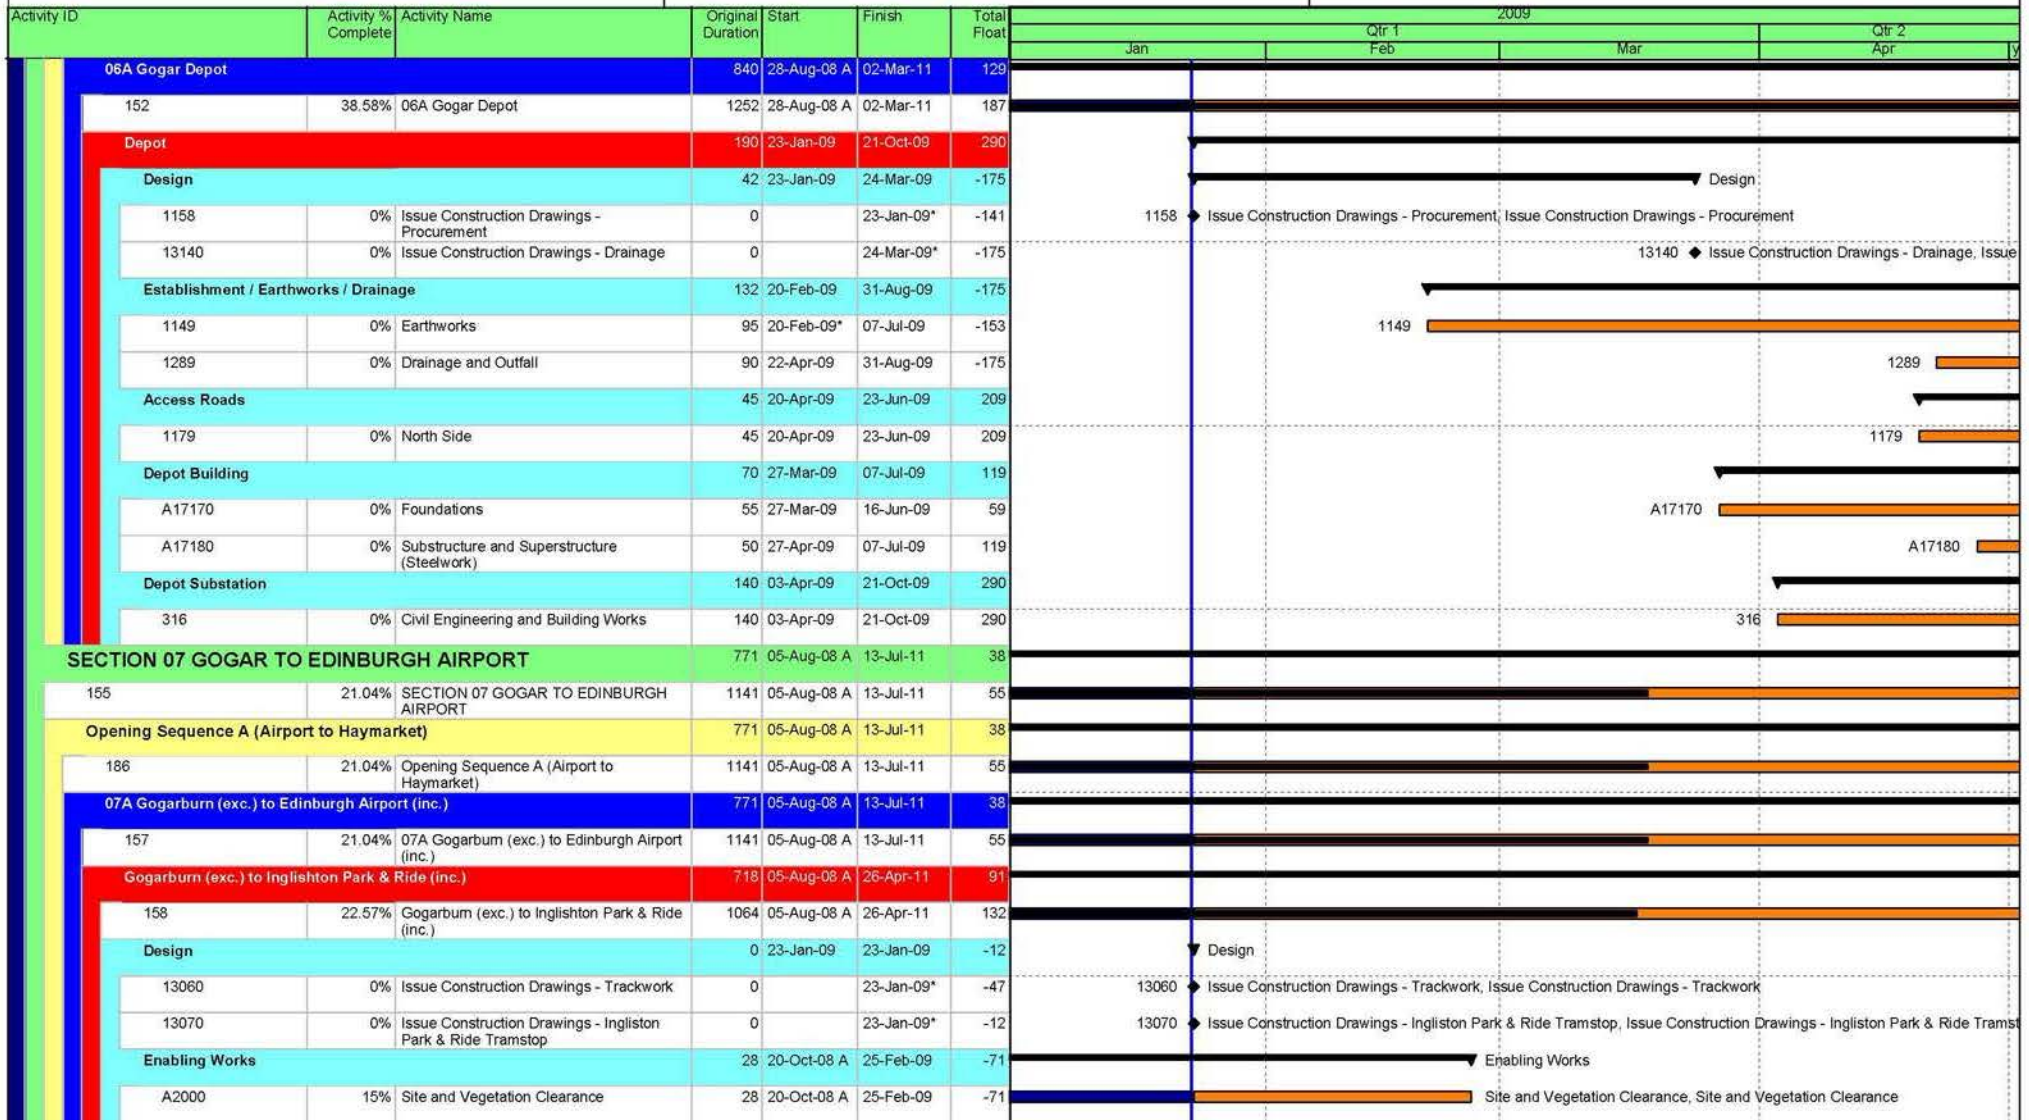 Activity ID Activity % Complete Activity Name Original Duration Start Finish Total Float 2009
Qtr 1 Qtr 2
Jan Feb Mar Apr
06A Gogar Depot 840 28-Aug-08 A 02-Mar-11 129
152 38.58% 06A Gogar Depot 1252 28-Aug-08 A 02-Mar-11 187
Depot 190 23-Jan-09 21-Oct-09 290
Design 42 23-Jan-09 24-Mar-09 -175 Design
1158 0% Issue Construction Drawings - Procurement 0 23-Jan-09* -141 1158 Issue Construction Drawings - Procurement, Issue Construction Drawings - Procurement
13140 0% Issue Construction Drawings - Drainage 0 24-Mar-09* -175 13140 Issue Construction Drawings - Drainage, Issue
Establishment / Earthworks / Drainage 132 20-Feb-09 31-Aug-09 -175
1149 0% Earthworks 95 20-Feb-09* 07-Jul-09 -153 1149
1289 0% Drainage and Outfall 90 22-Apr-09 31-Aug-09 -175 1289
Access Roads 45 20-Apr-09 23-Jun-09 209
1179 0% North Side 45 20-Apr-09 23-Jun-09 209 1179
Depot Building 70 27-Mar-09 07-Jul-09 119
A17170 0% Foundations 55 27-Mar-09 16-Jun-09 59 A17170
A17180 0% Substructure and Superstructure (Steelwork) 50 27-Apr-09 07-Jul-09 119 A17180
Depot Substation 140 03-Apr-09 21-Oct-09 290
316 0% Civil Engineering and Building Works 140 03-Apr-09 21-Oct-09 290 316
SECTION 07 GOGAR TO EDINBURGH AIRPORT 771 05-Aug-08 A 13-Jul-11 38
155 21.04% SECTION 07 GOGAR TO EDINBURGH AIRPORT 1141 05-Aug-08 A 13-Jul-11 55
Opening Sequence A (Airport to Haymarket) 771 05-Aug-08 A 13-Jul-11 38
186 21.04% Opening Sequence A (Airport to Haymarket) 1141 05-Aug-08 A 13-Jul-11 55
07A Gogarburn (exc.) to Edinburgh Airport (inc.) 771 05-Aug-08 A 13-Jul-11 38
157 21.04% 07A Gogarburn (exc.) to Edinburgh Airport (inc.) 1141 05-Aug-08 A 13-Jul-11 55
Gogarburn (exc.) to Inglishton Park & Ride (inc.) 718 05-Aug-08 A 26-Apr-11 91
158 22.57% Gogarburn (exc.) to Inglishton Park & Ride (inc.) 1064 05-Aug-08 A 26-Apr-11 132
Design 0 23-Jan-09 23-Jan-09 -12 Design
13060 0% Issue Construction Drawings - Trackwork 0 23-Jan-09* -47 13060 Issue Construction Drawings - Trackwork, Issue Construction Drawings - Trackwork
13070 0% Issue Construction Drawings - Ingliston Park & Ride Tramstop 0 23-Jan-09* -12 13070 Issue Construction Drawings - Ingliston Park & Ride Tramstop, Issue Construction Drawings - Ingliston Park & Ride Tramst
Enabling Works 28 20-Oct-08 A 25-Feb-09 -71 Enabling Works
A2000 15% Site and Vegetation Clearance 28 20-Oct-08 A 25-Feb-09 -71 Site and Vegetation Clearance, Site and Vegetation Clearance